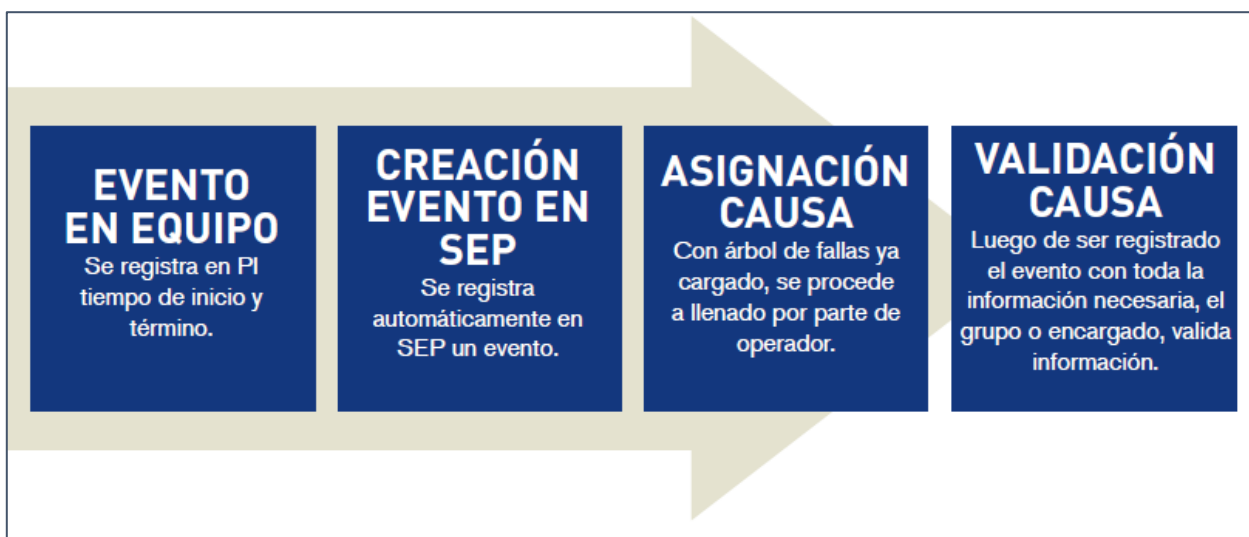 EVENTO
EN EQUIPO
Se registra en PI
tiempo de inicio y
término.
CREACIÓN
EVENTO EN
SEP
Se registra
automáticamente en
SEP un evento.
ASIGNACIÓN
CAUSA
Con árbol de fallas ya
cargado, se procede
a llenado por parte de
operador.
VALIDACIÓN
CAUSA
Luego de ser registrado
el evento con toda la
información necesaria, el
grupo o encargado, valida
información.